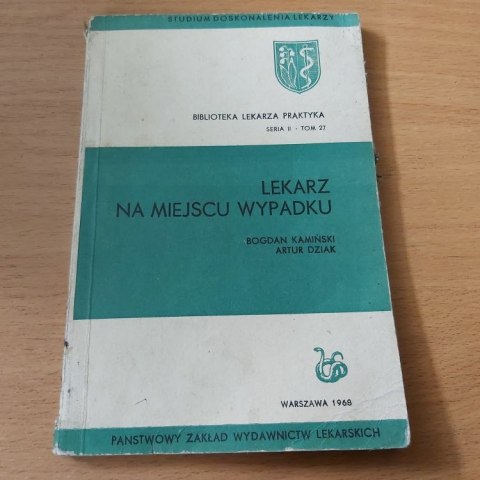 STUDIUM DOSKONALENIA LEKARZY
BIBLIOTEKA LEKARZA PRAKTYKA
SERIA II - TOM 27
LEKARZ
NA MIEJSCU WYPADKU
BOGDAN KAMIŃSKI
ARTUR DZIAK
WARSZAWA 1968
PAŃSTWOWY ZAKŁAD WYDAWNICTW LEKARSKICH